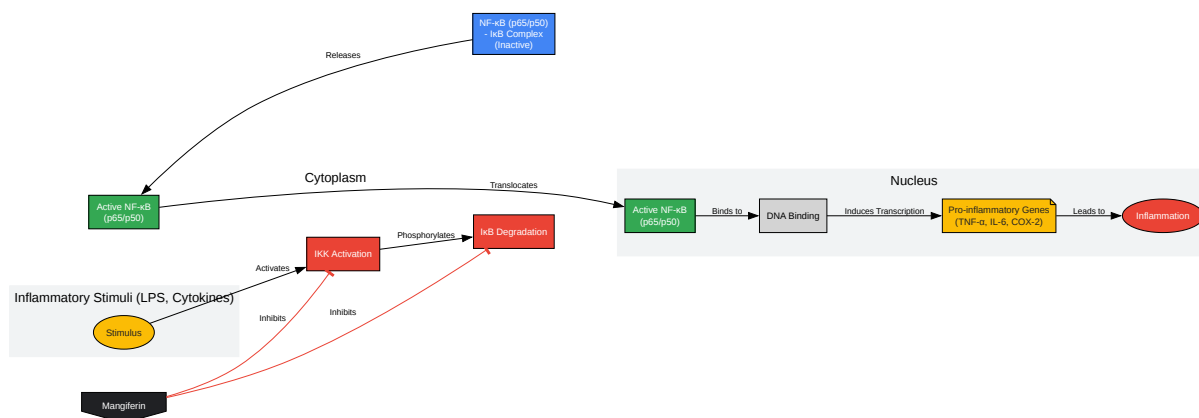 NF-κB (p65/p50)
- IκB Complex
(Inactive)
Releases
Cytoplasm
Active NF-κB
(p65/p50)
Translocates
Nucleus
Active NF-κB
(p65/p50)
Binds to
DNA Binding
Induces Transcription
Pro-inflammatory Genes
(TNF-α, IL-6, COX-2)
Leads to
Inflammation
IκB Degradation
Phosphorylates
IKK Activation
Activates
Inflammatory Stimuli (LPS, Cytokines)
Stimulus
Inhibits
Inhibits
Mangiferin